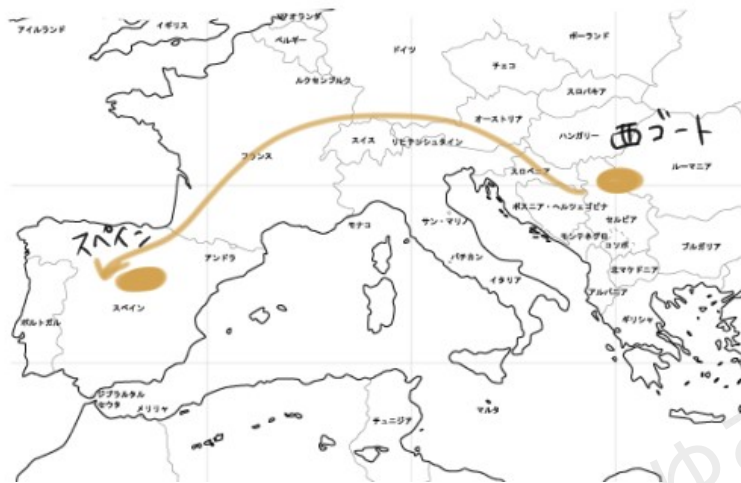 アイルランド
イギリス
オランダ
ベルギー
ドイツ
ポーランド
ルクセンブルク
チェコ
スロバキア
オーストリア
ハンガリー
西ゴート
フランス
スイス
リヒテンシュタイン
ルーマニア
スロベニア
ボスニア・ヘルツェゴビナ
セルビア
スペイン
モナコ
サン・マリノ
モンテネグロ
コソボ
ブルガリア
アンドラ
バチカン
イタリア
北マケドニア
アルバニア
スペイン
ポルトガル
ギリシャ
ジブラルタル
セウタ
メリリャ
マルタ
チュニジア
ゆる